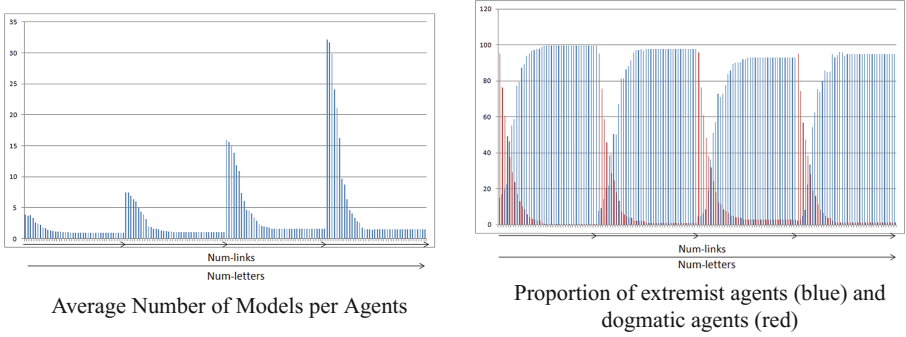 35
30
25
20
15
10
5
0
Num-links
Num-letters
Average Number of Models per Agents
120
100
80
60
40
20
0
Num-links
Num-letters
Proportion of extremist agents (blue) and
dogmatic agents (red)